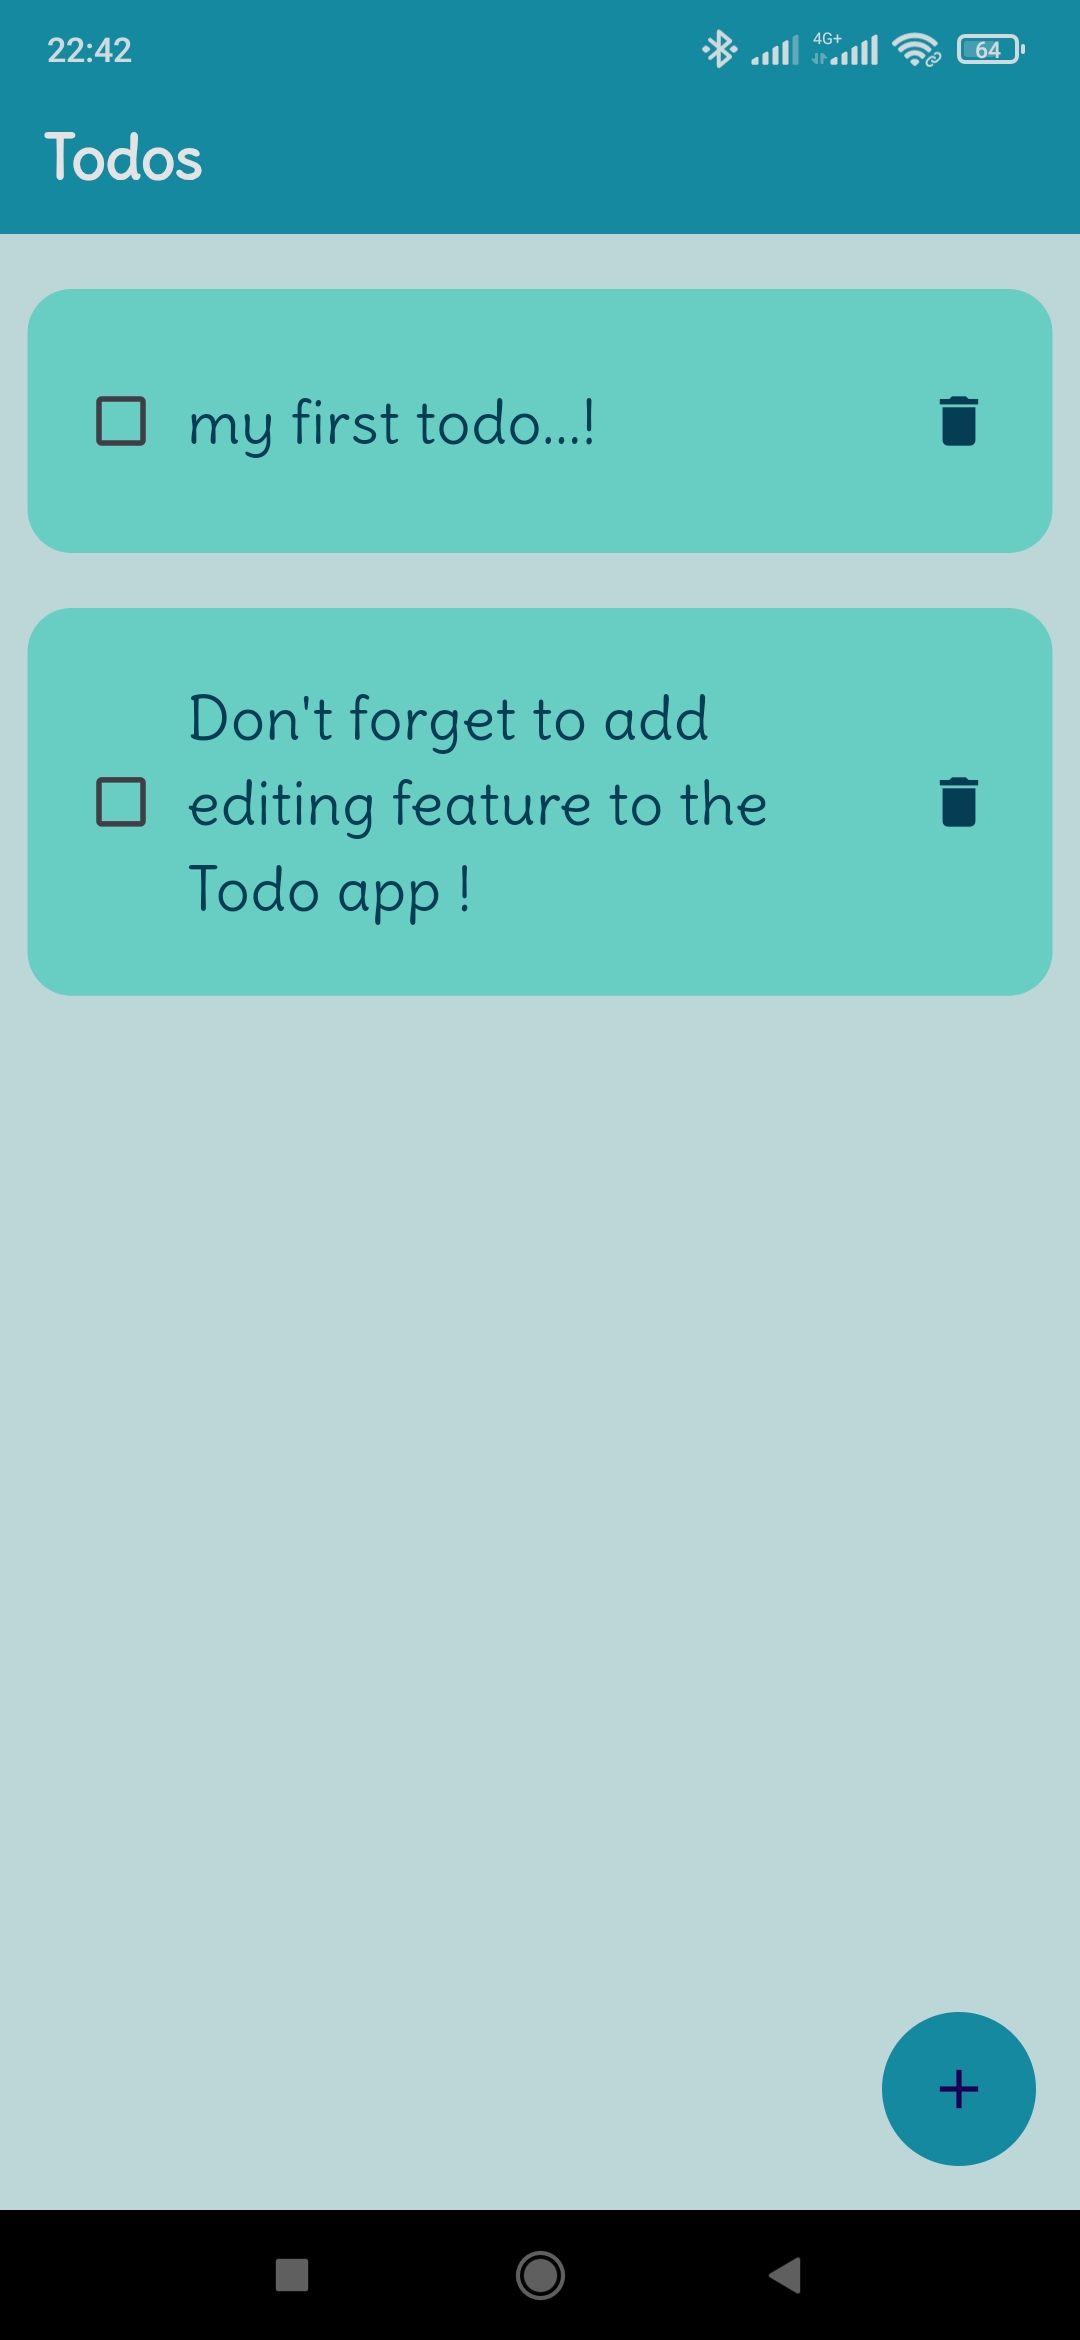 22:42
4G+
64
Todos
my first todo...!
Don't forget to add
editing feature to the
Todo app !